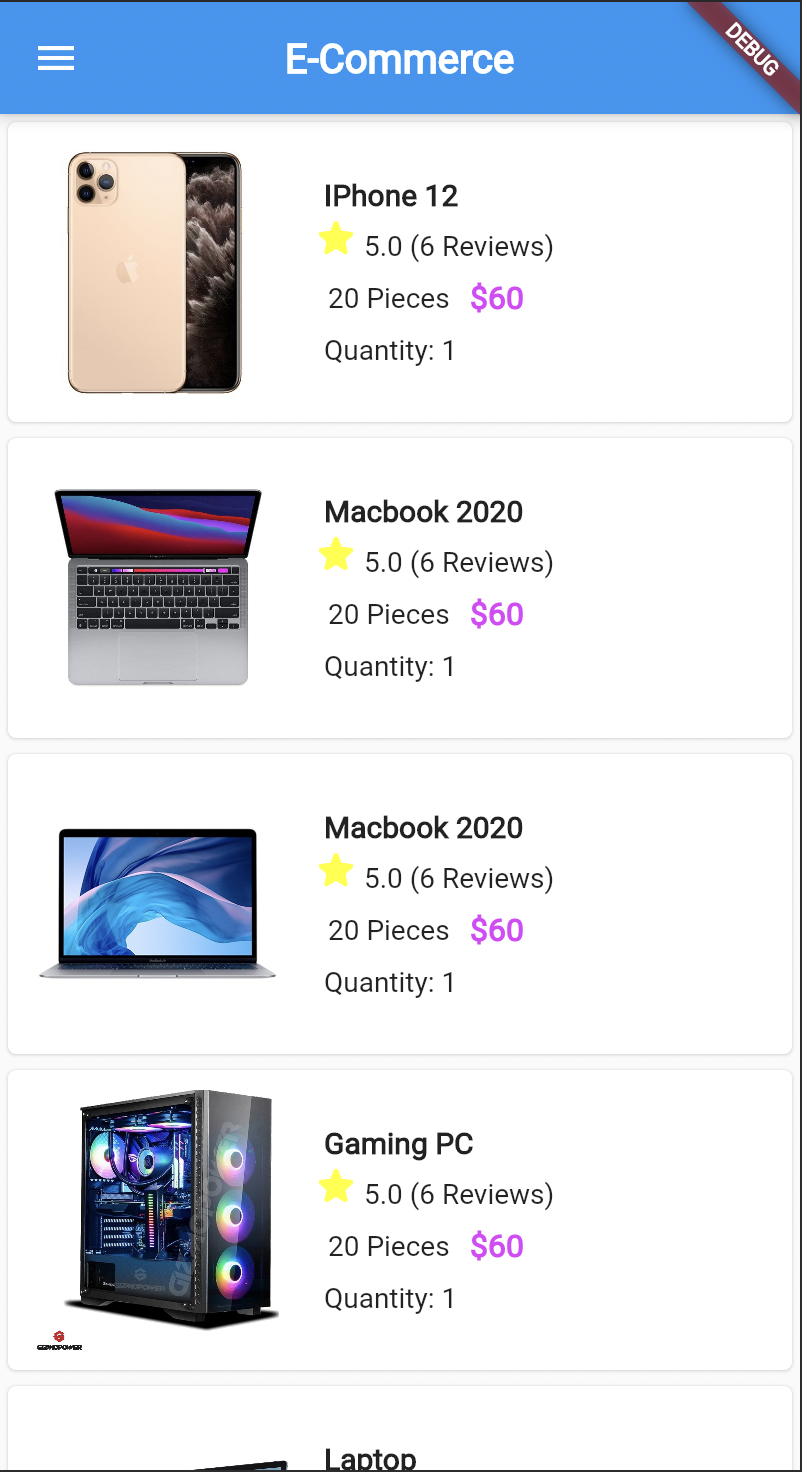 E-Commerce
DEBUG
IPhone 12
5.0 (6 Reviews)
20 Pieces $60
Quantity: 1
Macbook 2020
5.0 (6 Reviews)
20 Pieces $60
Quantity: 1
Macbook 2020
5.0 (6 Reviews)
20 Pieces $60
Quantity: 1
Gaming PC
5.0 (6 Reviews)
20 Pieces $60
Quantity: 1
GIZMOPOWER
Laptop